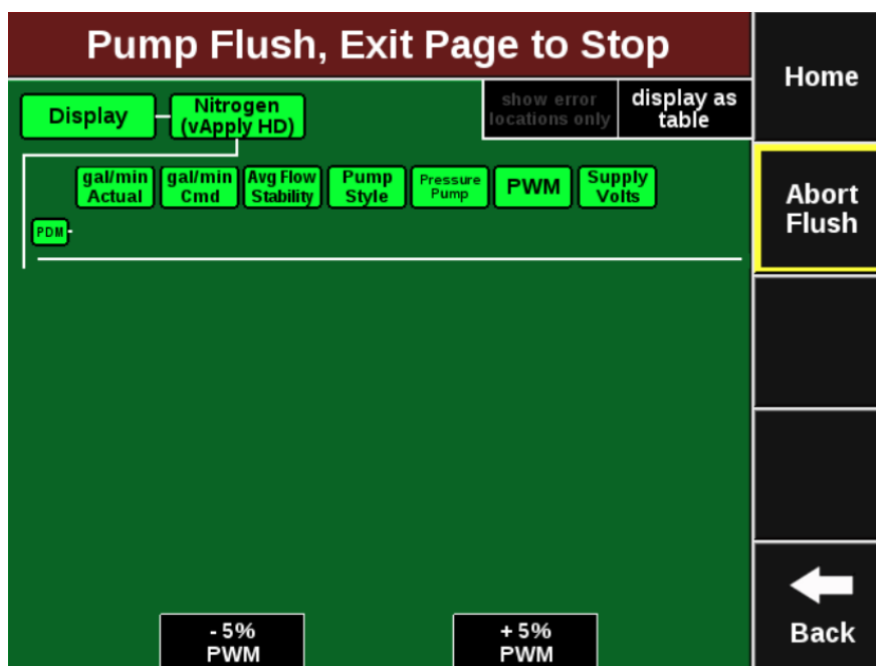 Pump Flush, Exit Page to Stop
Home
show error
locations only
display as
table
Display
Nitrogen
(vApply HD)
Abort
Flush
gal/min
Actual
gal/min
Cmd
Avg Flow
Stability
Pump
Style
Pressure
Pump
PWM
Supply
Volts
PDM
- 5%
PWM
+ 5%
PWM
Back